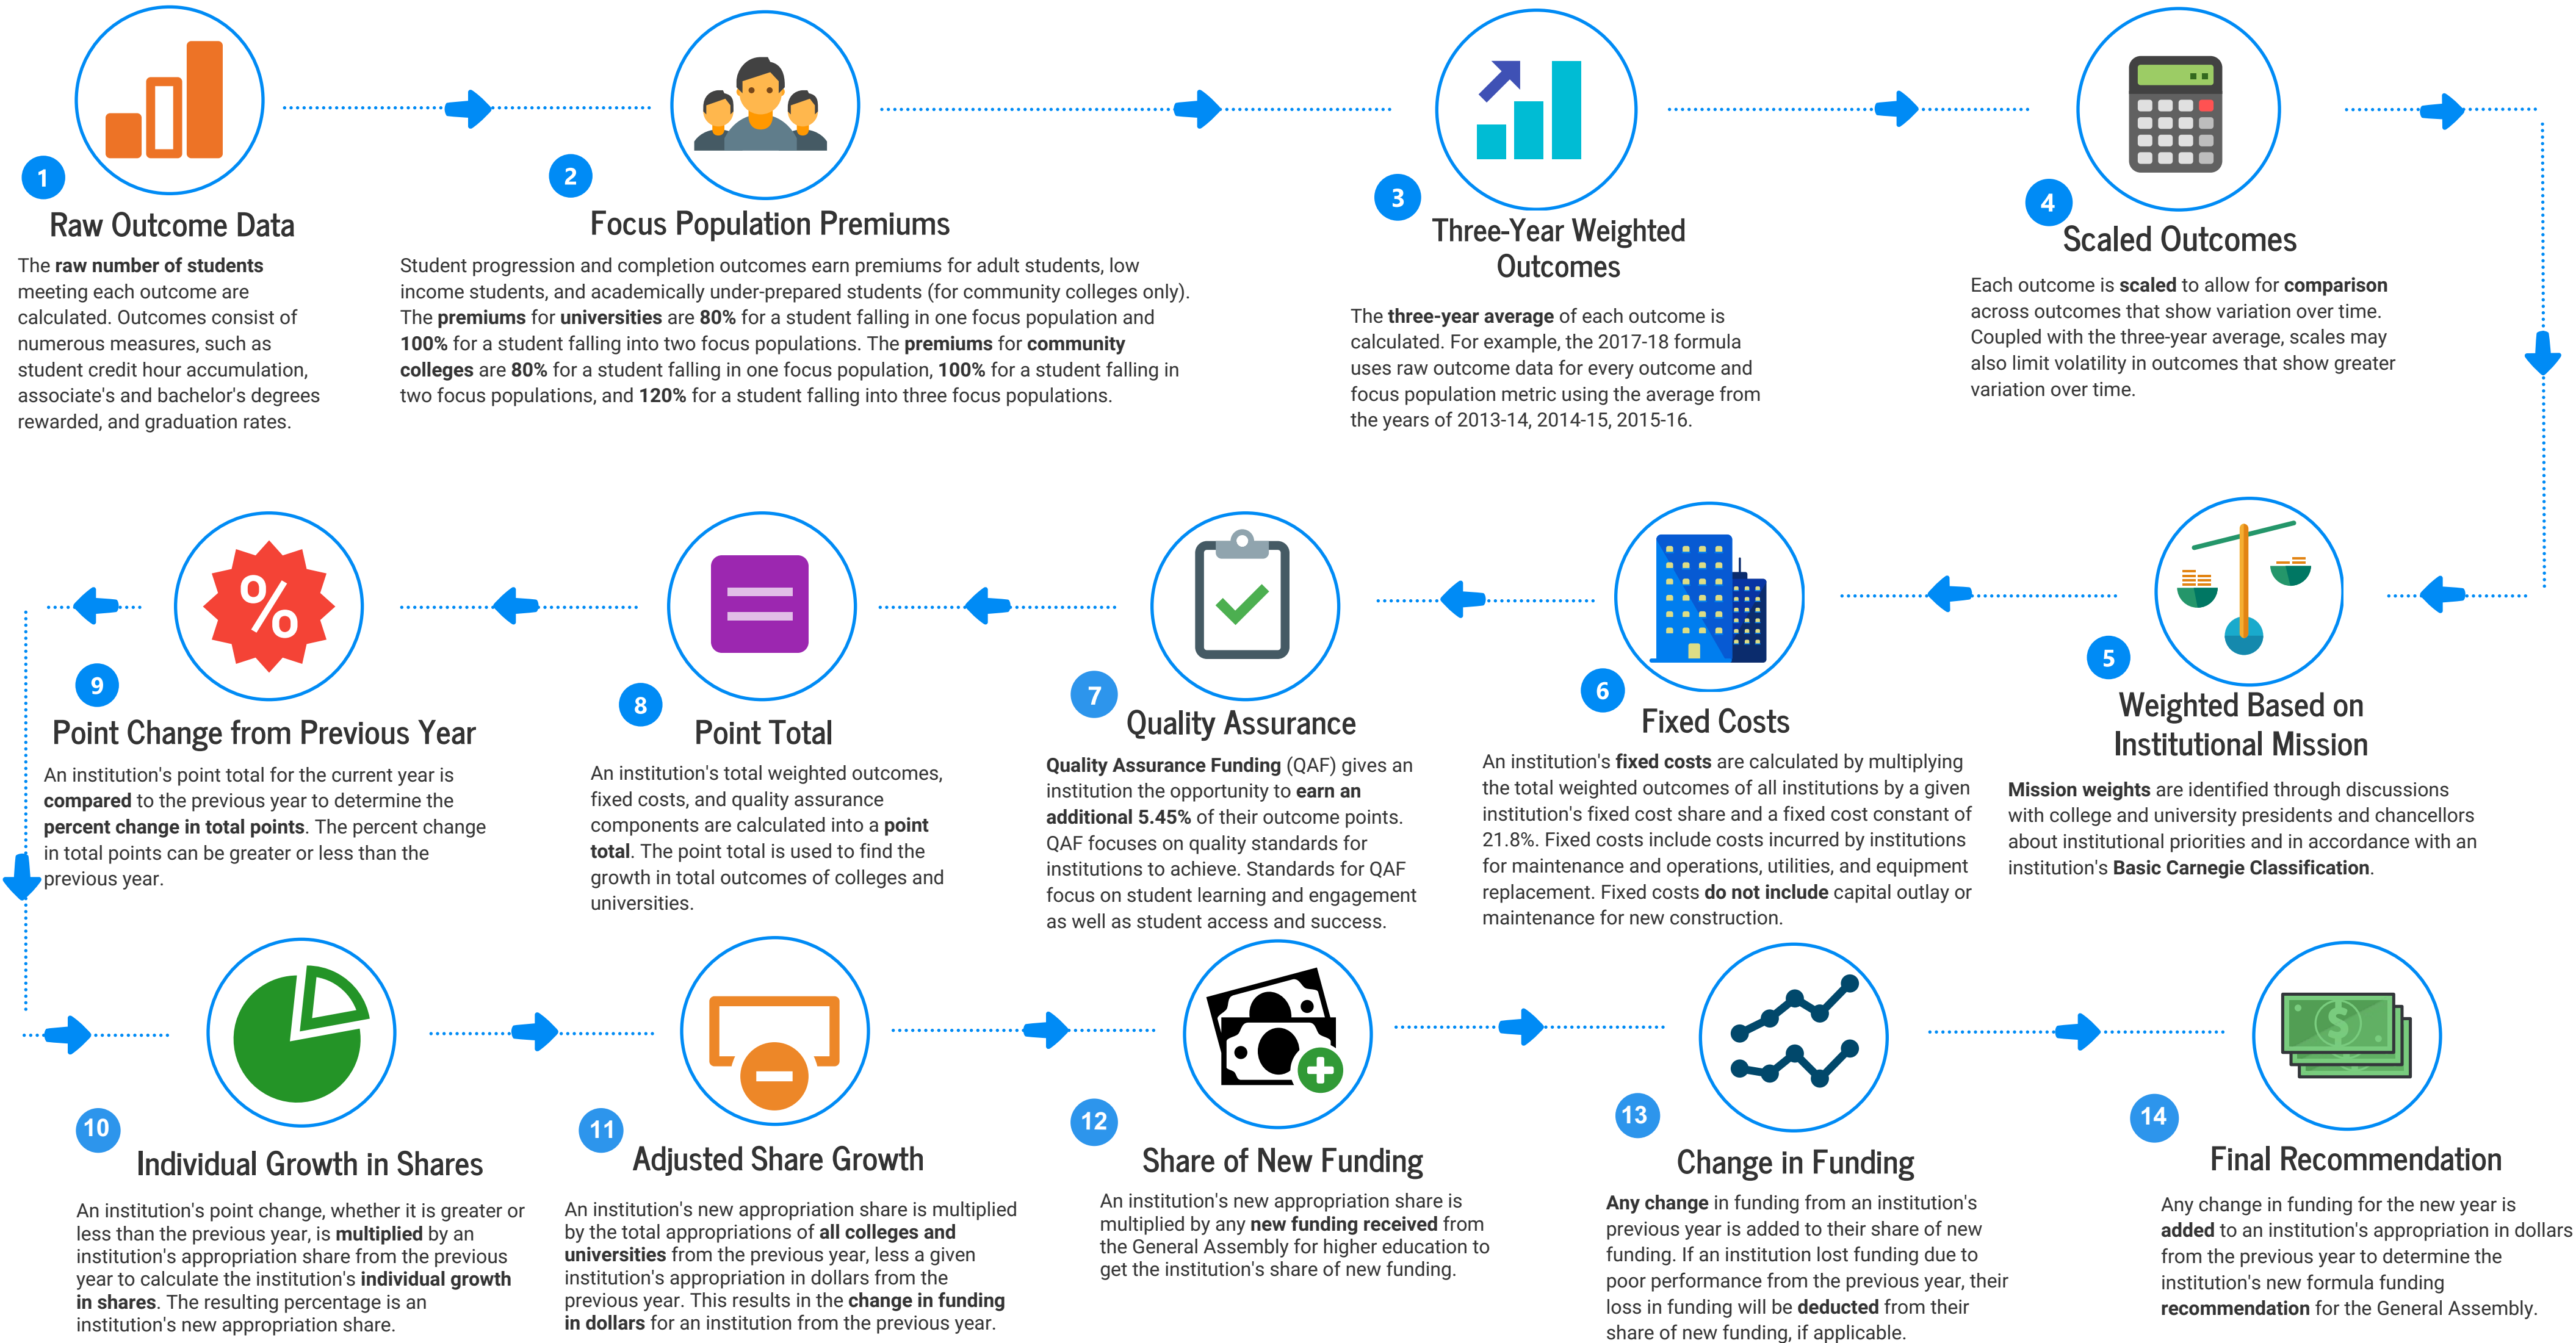 1
Raw Outcome Data
The raw number of students
meeting each outcome are
calculated. Outcomes consist of
numerous measures, such as
student credit hour accumulation,
associate's and bachelor's degrees
rewarded, and graduation rates.
2
Focus Population Premiums
Student progression and completion outcomes earn premiums for adult students, low
income students, and academically under-prepared students (for community colleges only).
The premiums for universities are 80% for a student falling in one focus population and
100% for a student falling into two focus populations. The premiums for community
colleges are 80% for a student falling in one focus population, 100% for a student falling in
two focus populations, and 120% for a student falling into three focus populations.
3
Three-Year Weighted
Outcomes
The three-year average of each outcome is
calculated. For example, the 2017-18 formula
uses raw outcome data for every outcome and
focus population metric using the average from
the years of 2013-14, 2014-15, 2015-16.
4
Scaled Outcomes
Each outcome is scaled to allow for comparison
across outcomes that show variation over time.
Coupled with the three-year average, scales may
also limit volatility in outcomes that show greater
variation over time.
5
Weighted Based on
Institutional Mission
Mission weights are identified through discussions
with college and university presidents and chancellors
about institutional priorities and in accordance with an
institution's Basic Carnegie Classification.
6
Fixed Costs
An institution's fixed costs are calculated by multiplying
the total weighted outcomes of all institutions by a given
institution's fixed cost share and a fixed cost constant of
21.8%. Fixed costs include costs incurred by institutions
for maintenance and operations, utilities, and equipment
replacement. Fixed costs do not include capital outlay or
maintenance for new construction.
7
Quality Assurance
Quality Assurance Funding (QAF) gives an
institution the opportunity to earn an
additional 5.45% of their outcome points.
QAF focuses on quality standards for
institutions to achieve. Standards for QAF
focus on student learning and engagement
as well as student access and success.
8
Point Total
An institution's total weighted outcomes,
fixed costs, and quality assurance
components are calculated into a point
total. The point total is used to find the
growth in total outcomes of colleges and
universities.
%
9
Point Change from Previous Year
An institution's point total for the current year is
compared to the previous year to determine the
percent change in total points. The percent change
in total points can be greater or less than the
previous year.
10
Individual Growth in Shares
An institution's point change, whether it is greater or
less than the previous year, is multiplied by an
institution's appropriation share from the previous
year to calculate the institution's individual growth
in shares. The resulting percentage is an
institution's new appropriation share.
11
Adjusted Share Growth
An institution's new appropriation share is multiplied
by the total appropriations of all colleges and
universities from the previous year, less a given
institution's appropriation in dollars from the
previous year. This results in the change in funding
in dollars for an institution from the previous year.
12
Share of New Funding
An institution's new appropriation share is
multiplied by any new funding received from
the General Assembly for higher education to
get the institution's share of new funding.
13
Change in Funding
Any change in funding from an institution's
previous year is added to their share of new
funding. If an institution lost funding due to
poor performance from the previous year, their
loss in funding will be deducted from their
share of new funding, if applicable.
$
14
Final Recommendation
Any change in funding for the new year is
added to an institution's appropriation in dollars
from the previous year to determine the
institution's new formula funding
recommendation for the General Assembly.